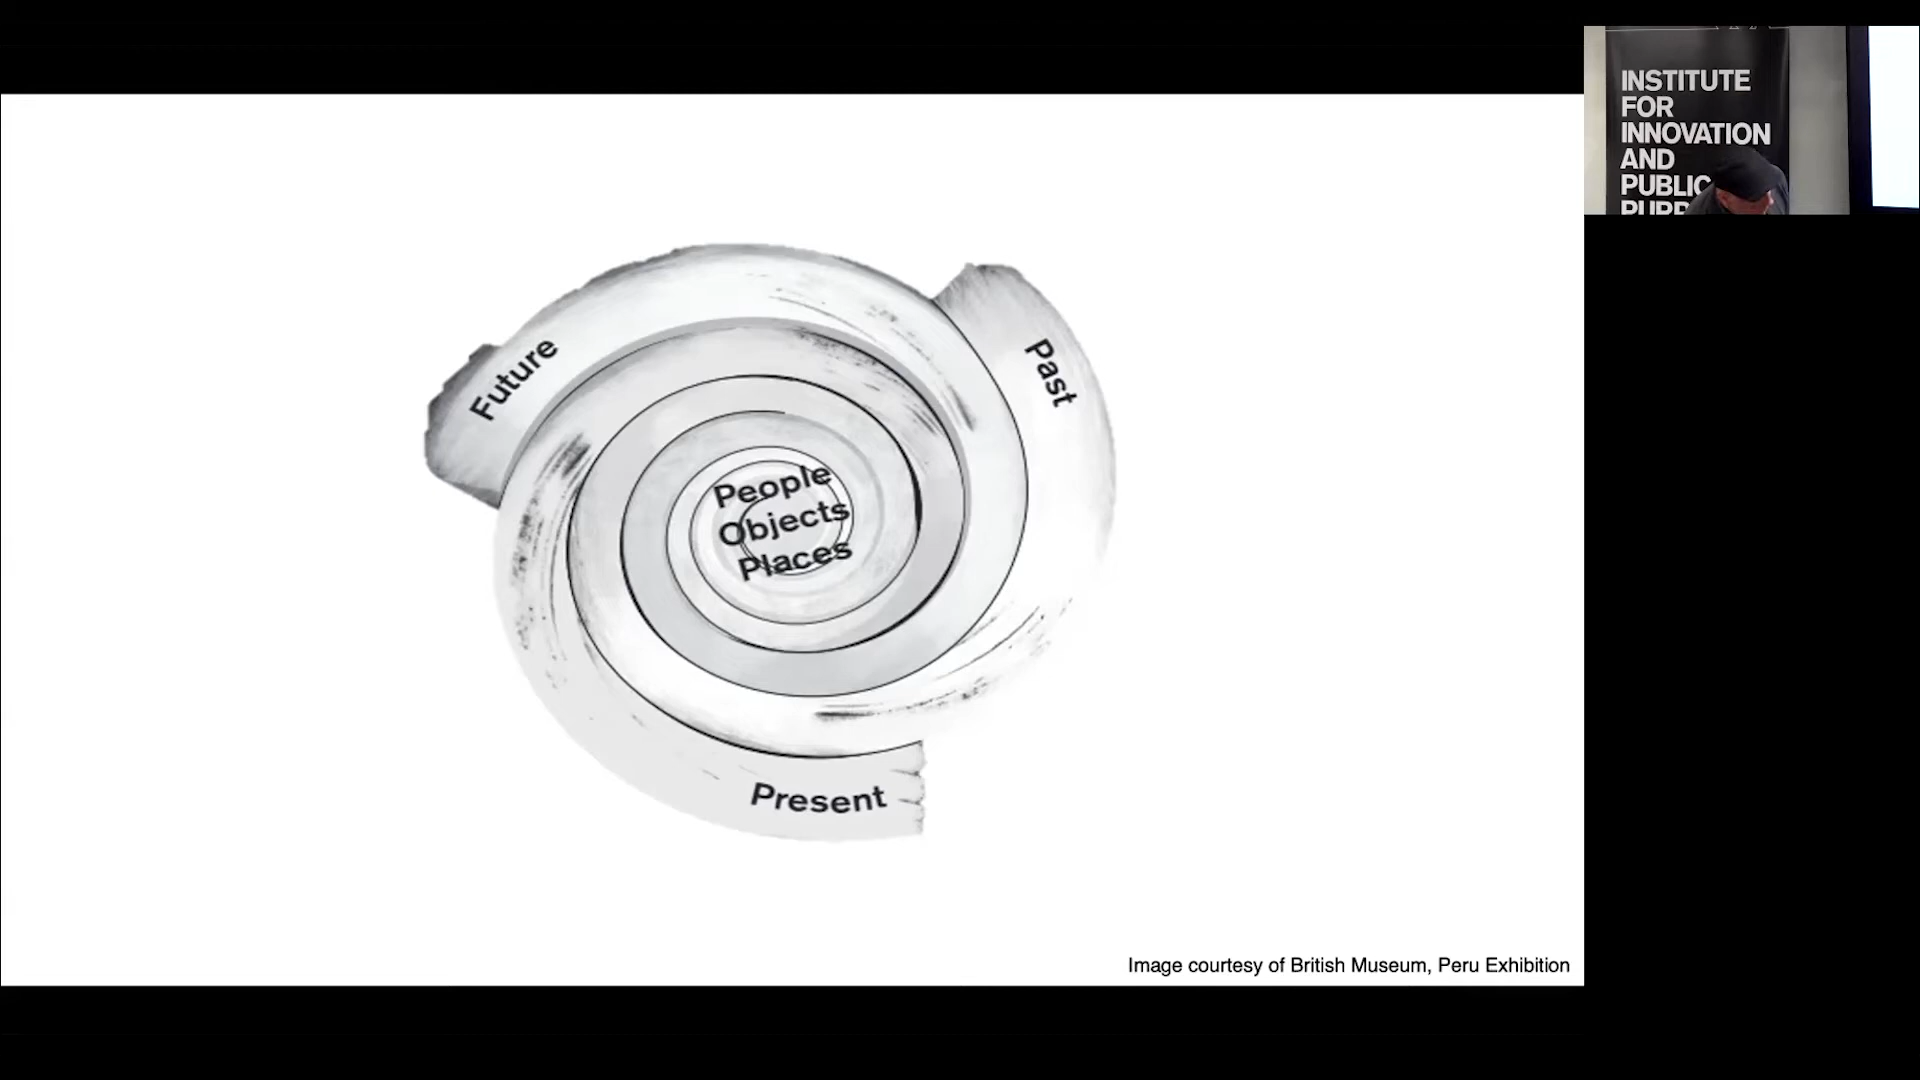 Future
Past
People
Objects
Places
Present
Image courtesy of British Museum, Peru Exhibition
INSTITUTE
FOR
INNOVATION
AND
PUBLIC